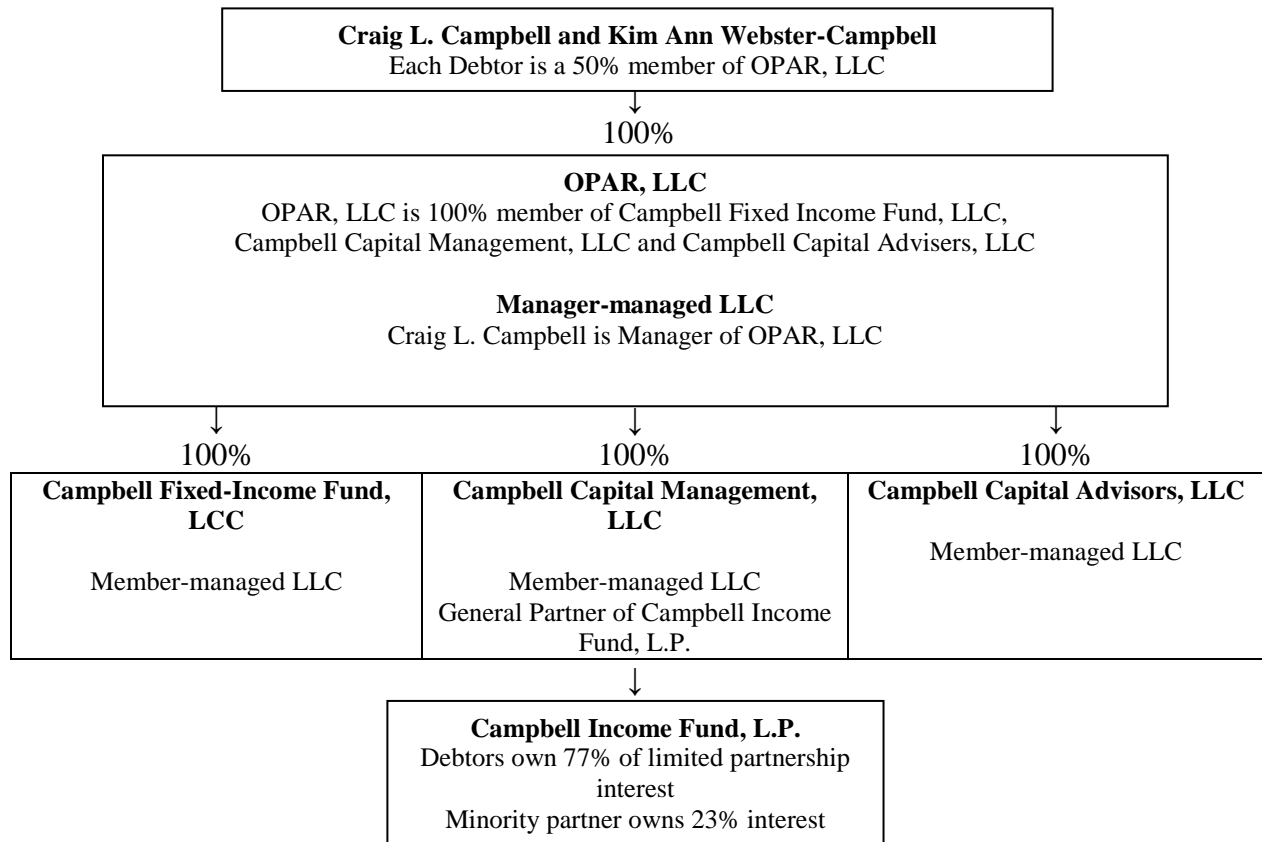 Craig L. Campbell and Kim Ann Webster-Campbell
Each Debtor is a 50% member of OPAR, LLC
↓
100%
OPAR, LLC
OPAR, LLC is 100% member of Campbell Fixed Income Fund, LLC,
Campbell Capital Management, LLC and Campbell Capital Advisers, LLC
Manager-managed LLC
Craig L. Campbell is Manager of OPAR, LLC
↓ ↓ ↓
100% 100% 100%
Campbell Fixed-Income Fund,
LCC
Member-managed LLC
Campbell Capital Management,
LLC
Member-managed LLC
General Partner of Campbell Income
Fund, L.P.
Campbell Capital Advisors, LLC
Member-managed LLC
↓
Campbell Income Fund, L.P.
Debtors own 77% of limited partnership
interest
Minority partner owns 23% interest